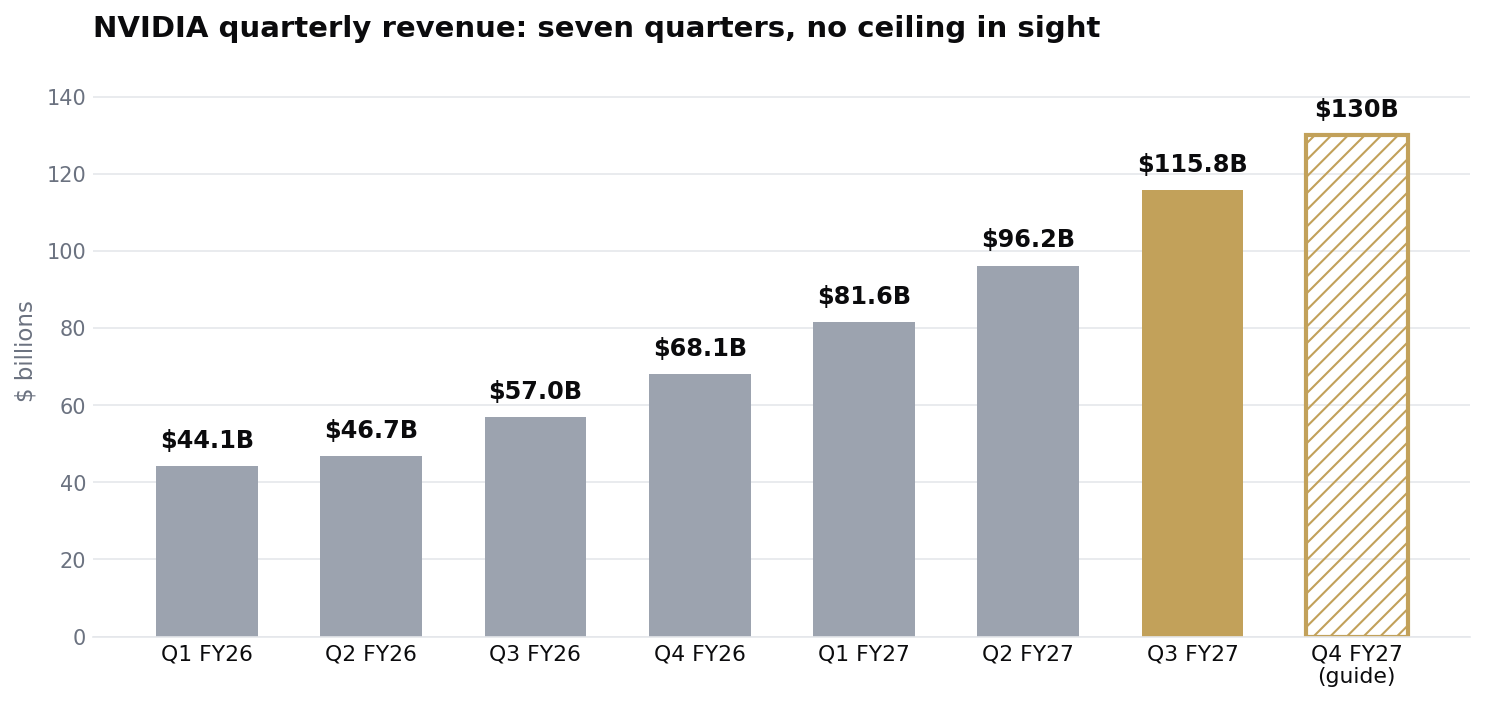 NVIDIA quarterly revenue: seven quarters, no ceiling in sight
$ billions
140
120
100
80
60
40
20
0
$44.1B
$46.7B
$57.0B
$68.1B
$81.6B
$96.2B
$115.8B
$130B
Q1 FY26
Q2 FY26
Q3 FY26
Q4 FY26
Q1 FY27
Q2 FY27
Q3 FY27
Q4 FY27
(guide)